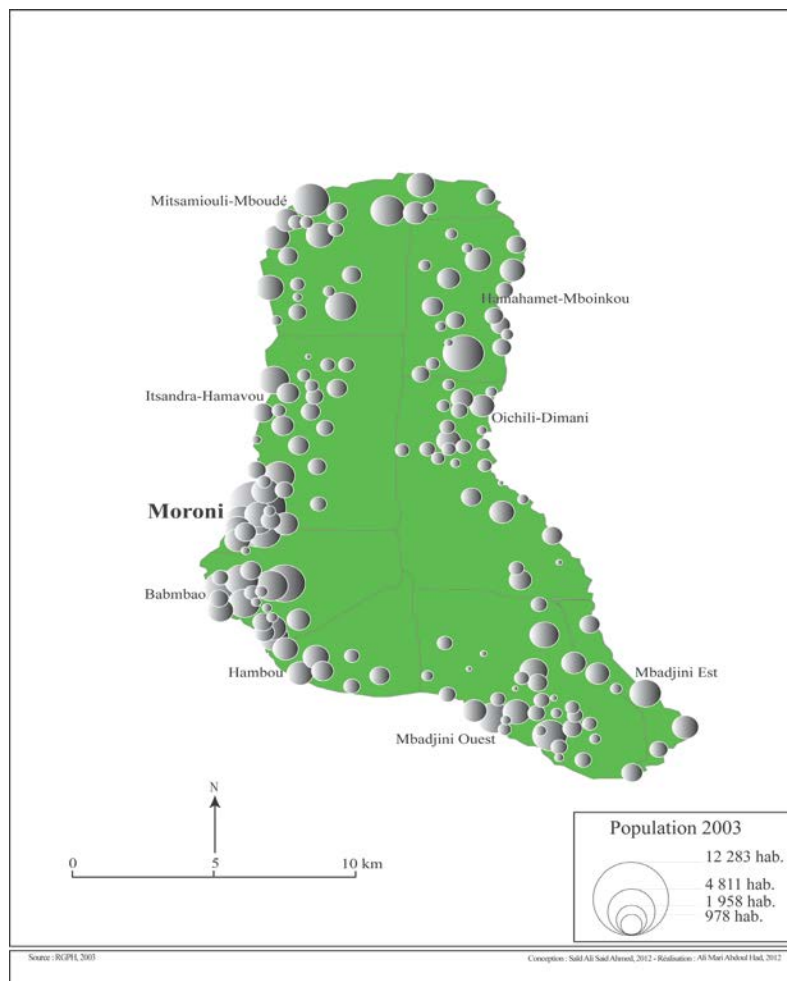 Mitsamiouli-Mboudé
Hamahamet-Mboinkou
Itsandra-Hamavou
Oichili-Dimani
Moroni
Babmbao
Hambou
Mbadjini Est
Mbadjini Ouest
N
0 5 10 km
Population 2003
12 283 hab.
4 811 hab.
1 958 hab.
978 hab.
Source : RGPH, 2003
Conception : Saïd Ali Said Ahmed, 2012 - Réalisation : Ali Mari Abdoul Had, 2012